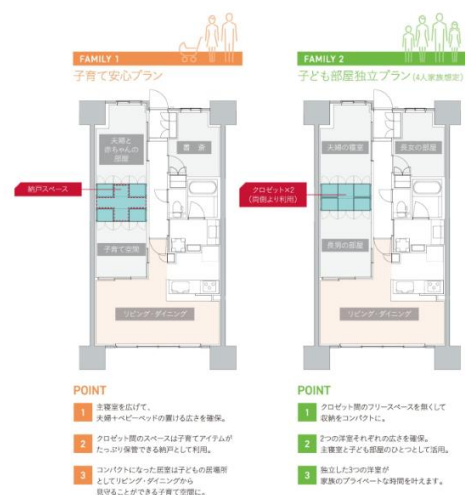 FAMILY 1
子育て安心プラン
夫婦と
赤ちゃんの
部屋
書斎
納戸スペース
子育て空間
リビング・ダイニング
POINT
1 主寝室を広げて、
夫婦+ベビーベッドの置ける広さを確保。
2 クロゼット間のスペースは子育てアイテムが
たっぷり保管できる納戸として利用。
3 コンパクトになった居室は子どもの居場所
としてリビング・ダイニングから
見守ることができる子育て空間に。
FAMILY 2
子ども部屋独立プラン(4人家族想定)
夫婦の寝室
長女の部屋
クロゼット×2
(両側より利用)
長男の部屋
リビング・ダイニング
POINT
1 クロゼット間のフリースペースを無くして
収納をコンパクトに。
2 2つの洋室それぞれの広さを確保。
主寝室と子ども部屋のひとつとして活用。
3 独立した3つの洋室が
家族のプライベートな時間を叶えます。